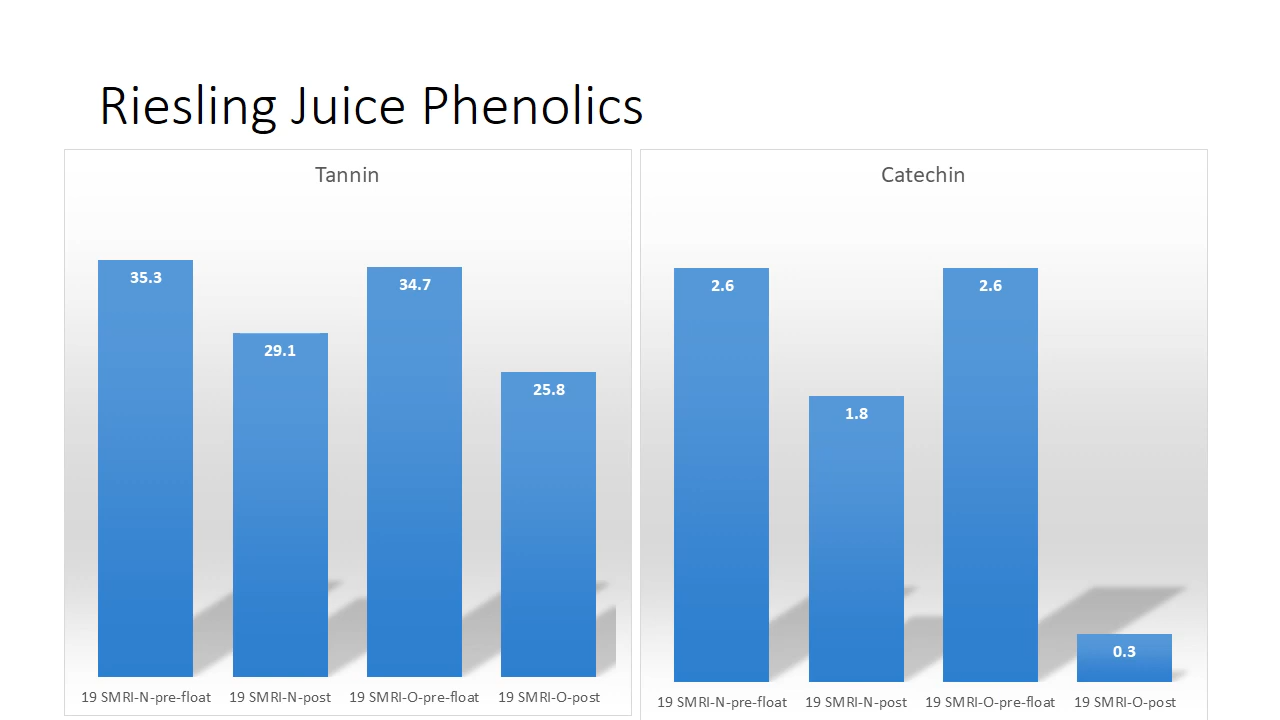 Riesling Juice Phenolics
Tannin
35.3
29.1
34.7
25.8
19 SMRI-N-pre-float
19 SMRI-N-post
19 SMRI-O-pre-float
19 SMRI-O-post
Catechin
2.6
1.8
2.6
0.3
19 SMRI-N-pre-float
19 SMRI-N-post
19 SMRI-O-pre-float
19 SMRI-O-post